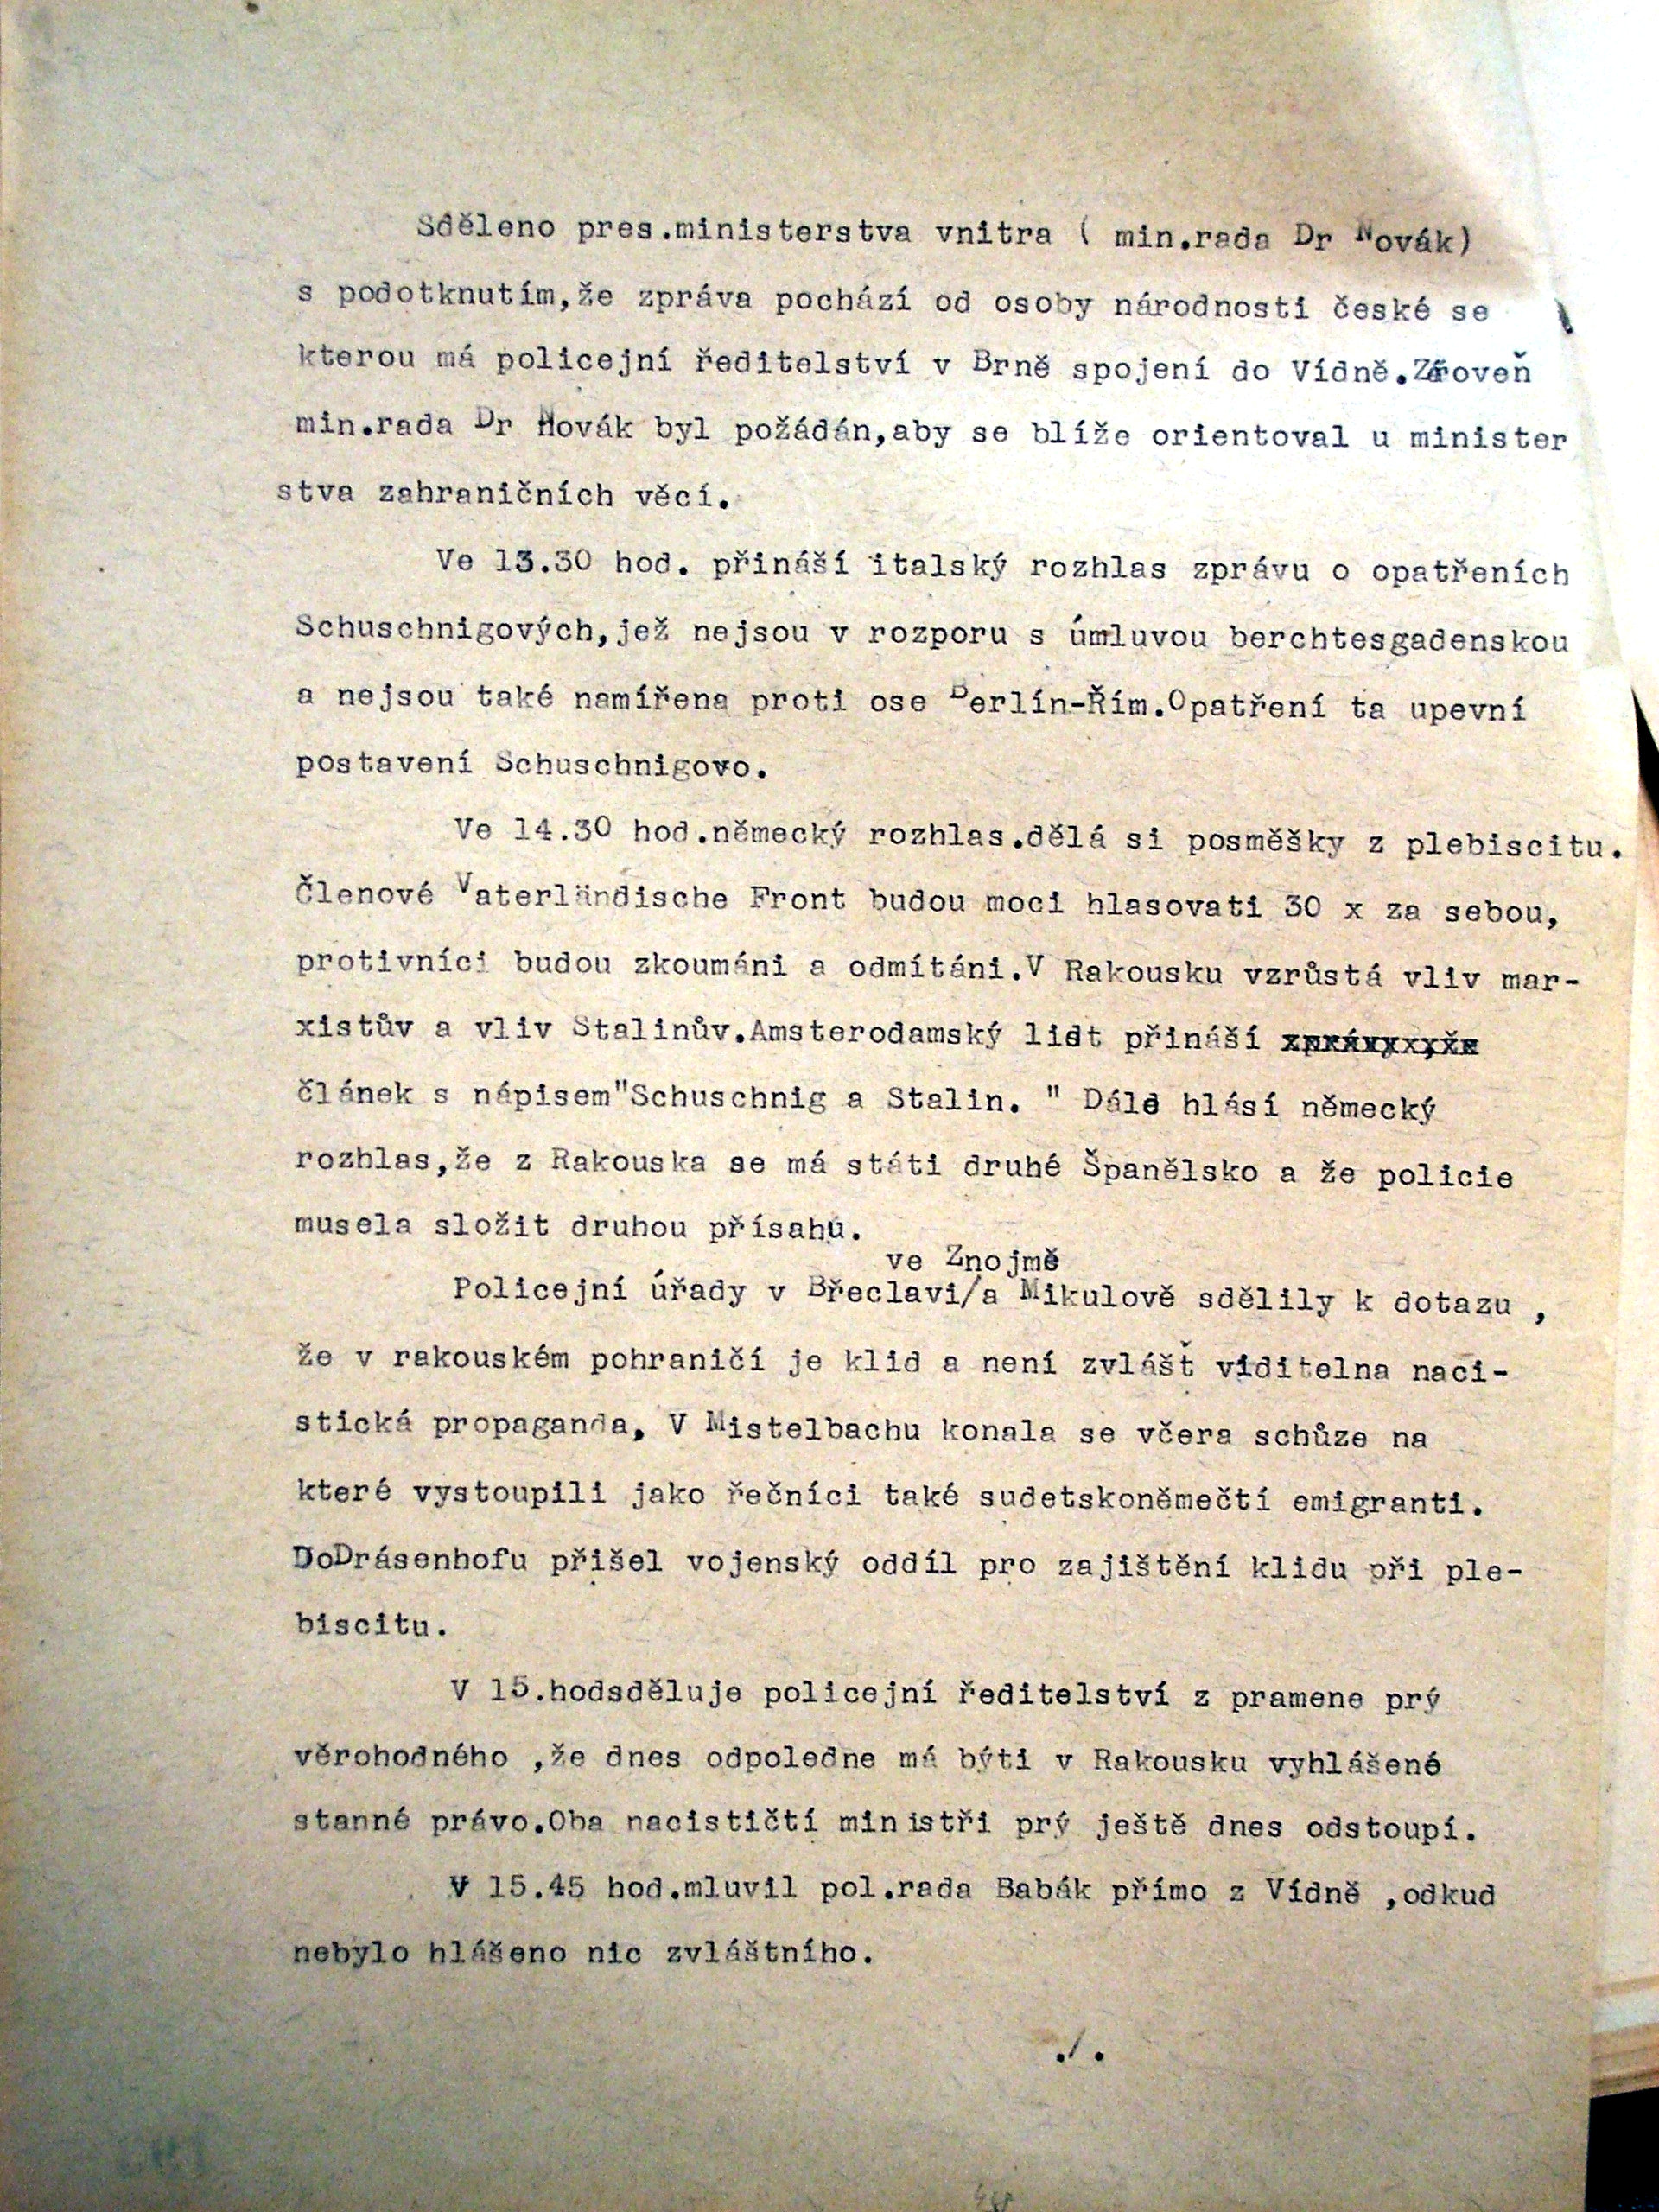 Sděleno pres.ministerstva vnitra ( min.rada Dr Novák)
s podotknutím,že zpráva pochází od osoby národnosti české se
kterou má policejní ředitelství v Brně spojení do Vídně.Zároveň
min.rada Dr Novák byl požádán,aby se blíže orientoval u minister
stva zahraničních věcí.
Ve 13.30 hod. přináší italský rozhlas zprávu o opatřeních
Schuschnigových,jež nejsou v rozporu s úmluvou berchtesgadenskou
a nejsou také namířena proti ose Berlín-Řím.Opatření ta upevní
postavení Schuschnigovo.
Ve 14.30 hod.německý rozhlas.dělá si posměšky z plebiscitu.
Členové Vaterländische Front budou moci hlasovati 30 x za sebou,
protivníci budou zkoumáni a odmítáni.V Rakousku vzrůstá vliv mar-
xistův a vliv Stalinův.Amsterodamský list přináší
článek s nápisem"Schuschnig a Stalin. " Dále hlásí německý
rozhlas,že z Rakouska se má státi druhé Španělsko a že policie
musela složit druhou přísahu.
ve Znojmě
Policejní úřady v Břeclavi/a Mikulově sdělily k dotazu ,
že v rakouském pohraničí je klid a není zvlášť viditelna naci-
stická propaganda, V Mistelbachu konala se včera schůze na
které vystoupili jako řečníci také sudetskoněmečtí emigranti.
DoDrásenhofu přišel vojenský oddíl pro zajištění klidu při ple-
biscitu.
V 15.hodsděluje policejní ředitelství z pramene prý
věrohodného ,že dnes odpoledne má býti v Rakousku vyhlášené
stanné právo.Oba nacističtí ministři prý ještě dnes odstoupí.
V 15.45 hod.mluvil pol.rada Babák přímo z Vídně ,odkud
nebylo hlášeno nic zvláštního.
./.